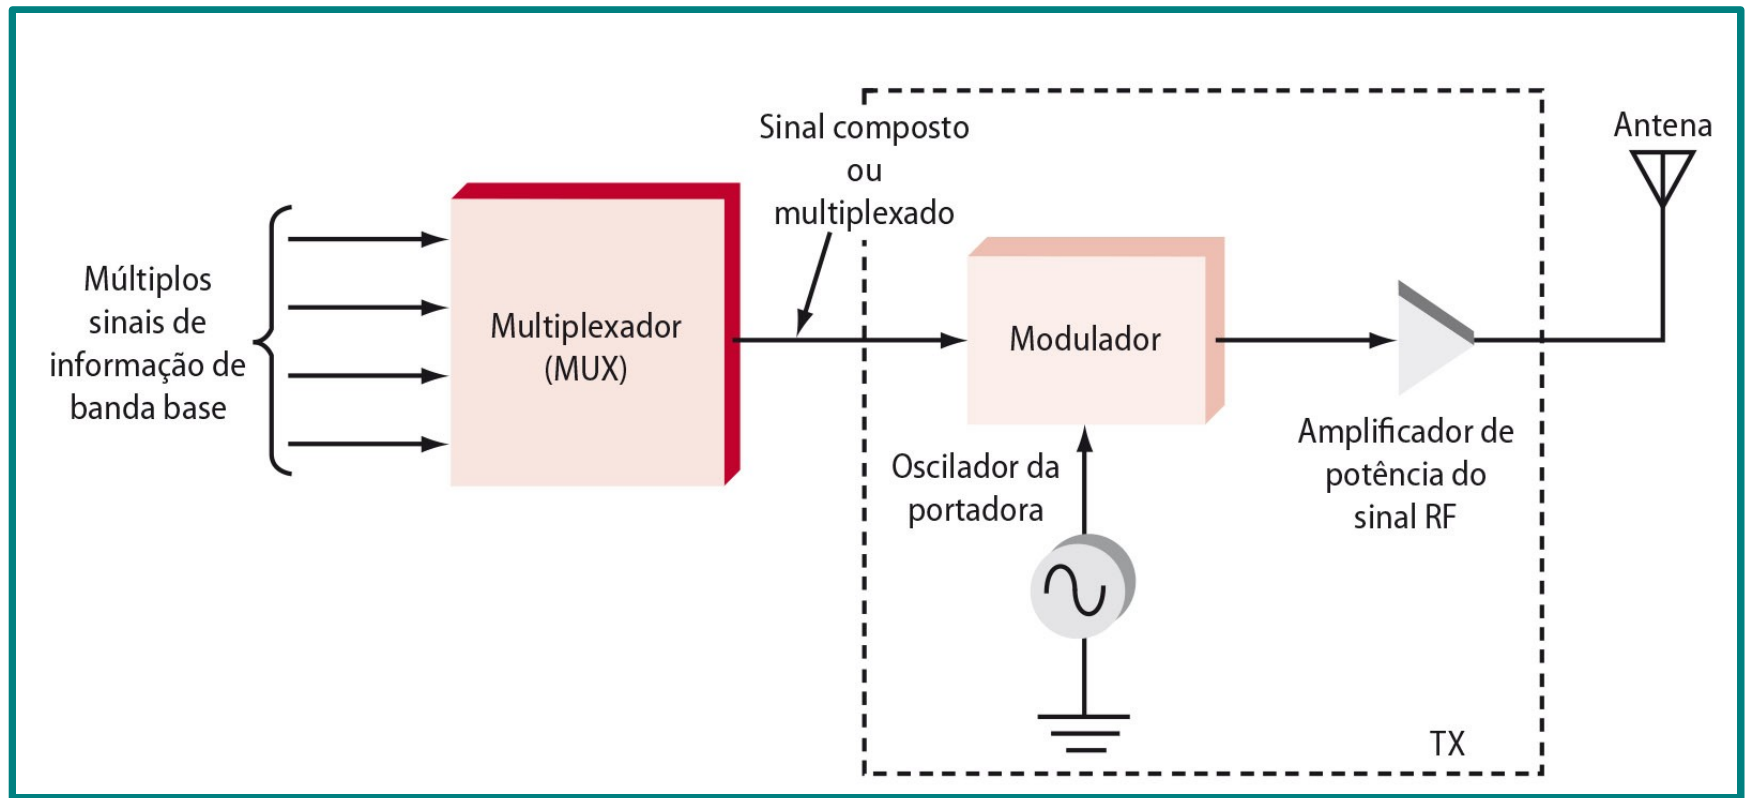 Múltiplos
sinais de
informação de
banda base
Multiplexador
(MUX)
Sinal composto
ou
multiplexado
Modulador
Oscilador da
portadora
Amplificador de
potência do
sinal RF
Antena
TX